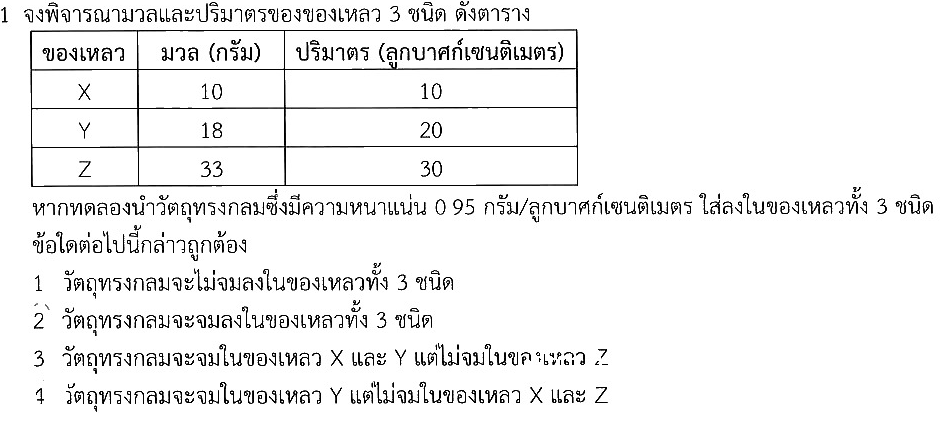 1 จงพิจารณามวลและปริมาตรของของเหลว 3 ชนิด ดังตาราง
ของเหลว มวล (กรัม) ปริมาตร (ลูกบาศก์เซนติเมตร)
X 10 10
Y 18 20
Z 33 30
หากทดลองนำวัตถุทรงกลมซึ่งมีความหนาแน่น 0 95 กรัม/ลูกบาศก์เซนติเมตร ใส่ลงในของเหลวทั้ง 3 ชนิด
ข้อใดต่อไปนี้กล่าวถูกต้อง
1 วัตถุทรงกลมจะไม่จมลงในของเหลวทั้ง 3 ชนิด
2 วัตถุทรงกลมจะจมลงในของเหลวทั้ง 3 ชนิด
3 วัตถุทรงกลมจะจมในของเหลว X และ Y แต่ไม่จมในของเหลว Z
4 วัตถุทรงกลมจะจมในของเหลว Y แต่ไม่จมในของเหลว X และ Z